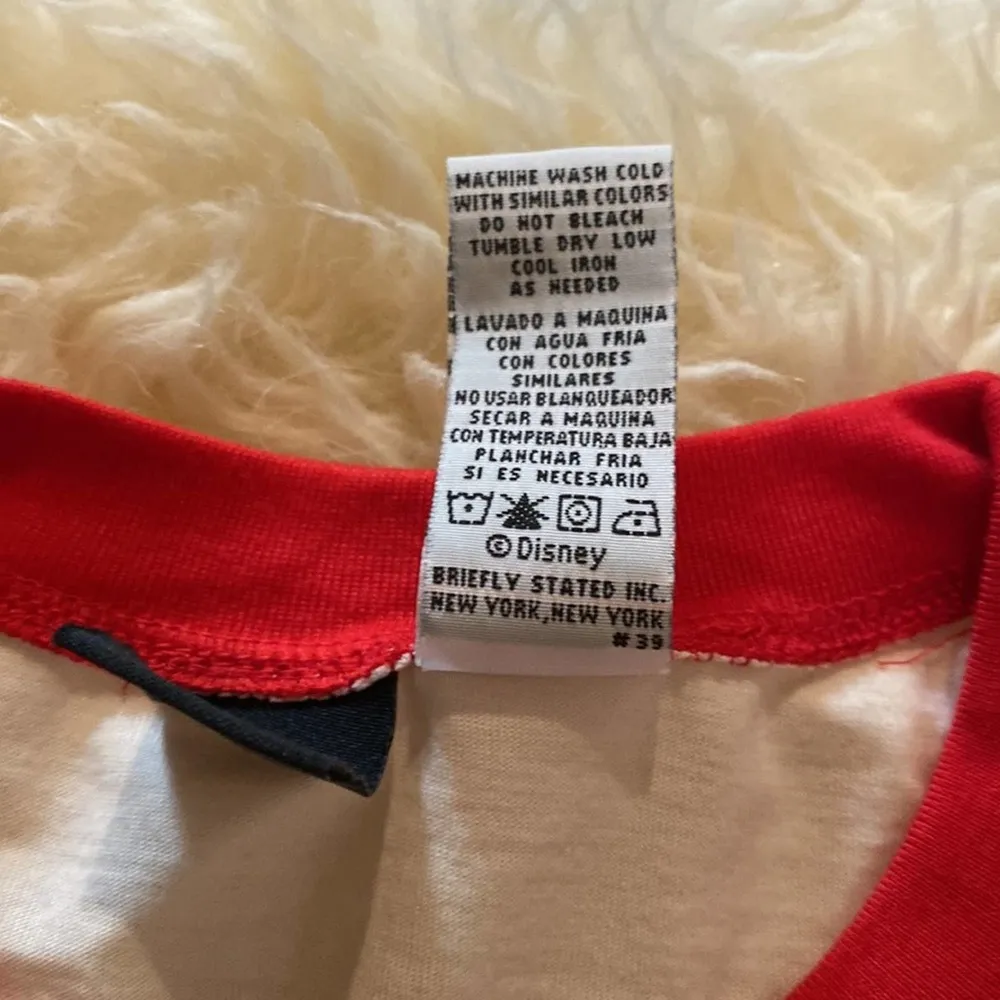 MACHINE WASH COLD
WITH SIMILAR COLORS
DO NOT BLEACH
TUMBLE DRY LOW
COOL IRON
AS NEEDED
LAVADO A MAQUINA
CON AGUA FRIA
CON COLORES
SIMILARES
NO USAR BLANQUEADOR
SECAR A MAQUINA
CON TEMPERATURA BAJA
PLANCHAR FRIA
SI ES NECESARIO
© Disney
BRIEFLY STATED INC.
NEW YORK, NEW YORK
#39